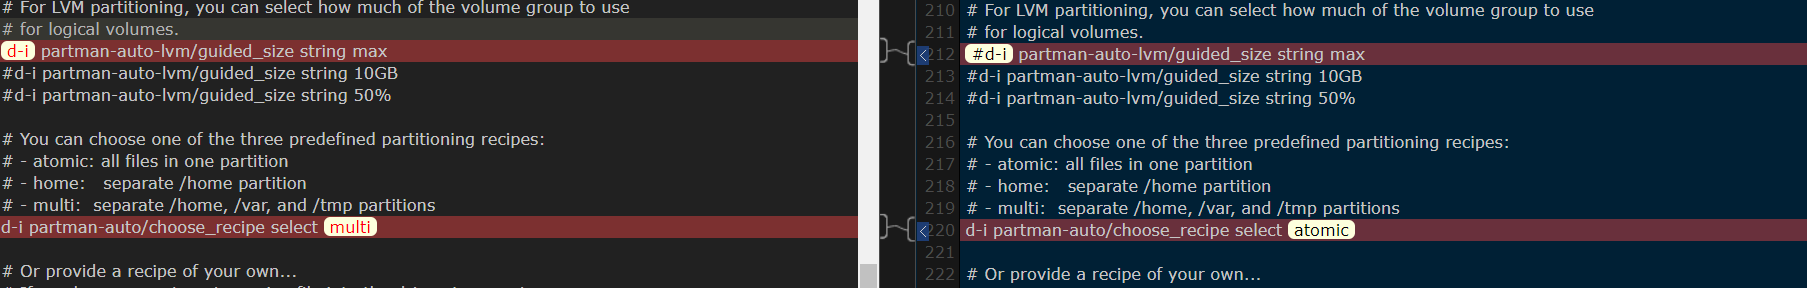 # For LVM partitioning, you can select how much of the volume group to use
# for logical volumes.
d-i partman-auto-lvm/guided_size string max
#d-i partman-auto-lvm/guided_size string 10GB
#d-i partman-auto-lvm/guided_size string 50%
# You can choose one of the three predefined partitioning recipes:
# - atomic: all files in one partition
# - home:   separate /home partition
# - multi:  separate /home, /var, and /tmp partitions
d-i partman-auto/choose_recipe select multi
# Or provide a recipe of your own...
210 # For LVM partitioning, you can select how much of the volume group to use
211 # for logical volumes.
212 #d-i partman-auto-lvm/guided_size string max
213 #d-i partman-auto-lvm/guided_size string 10GB
214 #d-i partman-auto-lvm/guided_size string 50%
215
216 # You can choose one of the three predefined partitioning recipes:
217 # - atomic: all files in one partition
218 # - home:   separate /home partition
219 # - multi:  separate /home, /var, and /tmp partitions
220 d-i partman-auto/choose_recipe select atomic
221
222 # Or provide a recipe of your own...